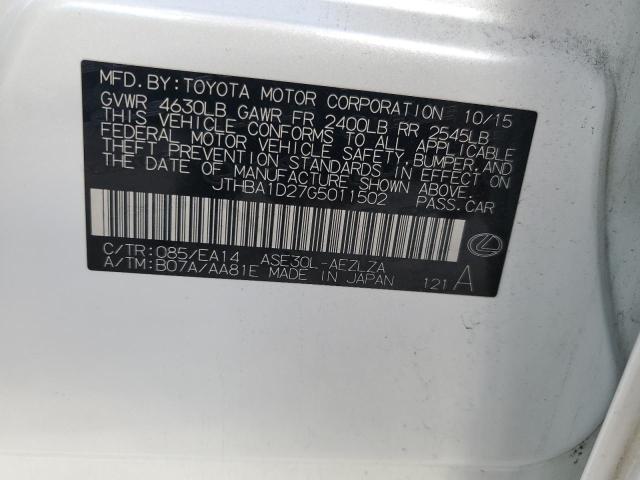 MFD. BY: TOYOTA MOTOR CORPORATION 10/15
GVWR 4630LB GAWR FR 2400LB RR 2545LB
THIS VEHICLE CONFORMS TO ALL APPLICABLE
FEDERAL MOTOR VEHICLE SAFETY, BUMPER, AND
THEFT PREVENTION STANDARDS IN EFFECT ON
THE DATE OF MANUFACTURE SHOWN ABOVE.
JTHBA1D27G5011502 PASS. CAR
C/TR: 085/EA14 ASE30L-AEZLZA
A/TM: B07A/AA81E MADE IN JAPAN 121 A